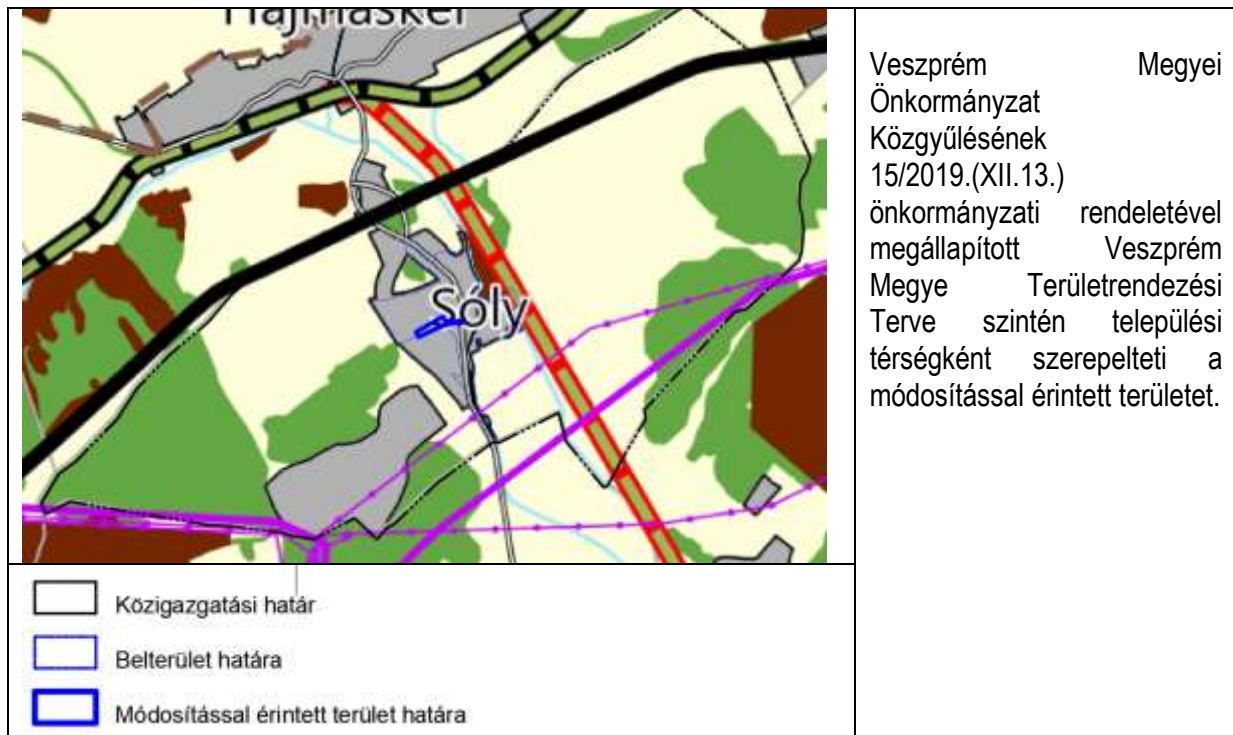 Hajmáskér
Sóly
Közigazgatási határ
Belterület határa
Módosítással érintett terület határa
Veszprém Megyei
Önkormányzat
Közgyűlésének
15/2019.(XII.13.)
önkormányzati rendeletével
megállapított Veszprém
Megye Területrendezési
Terve szintén települési
térségként szerepelteti a
módosítással érintett területet.